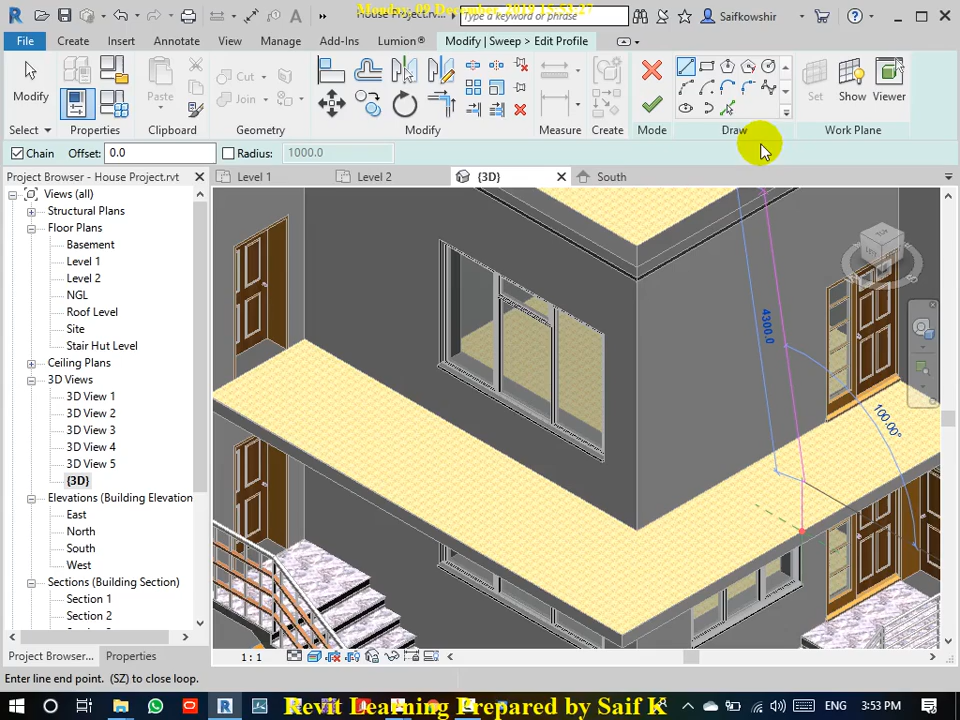 Monday, 09 December, 2019 15:53:27
House Project.rv...
Type a keyword or phrase
Saifkowshir
File
Create
Insert
Annotate
View
Manage
Add-Ins
Lumion®
Modify | Sweep > Edit Profile
Modify
Paste
Cut
Join
Set
Show
Viewer
Select
Properties
Clipboard
Geometry
Modify
Measure
Create
Mode
Draw
Work Plane
Chain
Offset: 0.0
Radius: 1000.0
Project Browser - House Project.rvt
Level 1
Level 2
{3D}
South
Views (all)
Structural Plans
Floor Plans
Basement
Level 1
Level 2
NGL
Roof Level
Site
Stair Hut Level
Ceiling Plans
3D Views
3D View 1
3D View 2
3D View 3
3D View 4
3D View 5
{3D}
Elevations (Building Elevation
East
North
South
West
Sections (Building Section)
Section 1
Section 2
4300.0
100.00°
Project Browser...
Properties
1 : 1
Enter line end point. (SZ) to close loop.
Revit Learning Prepared by Saif K
ENG
3:53 PM